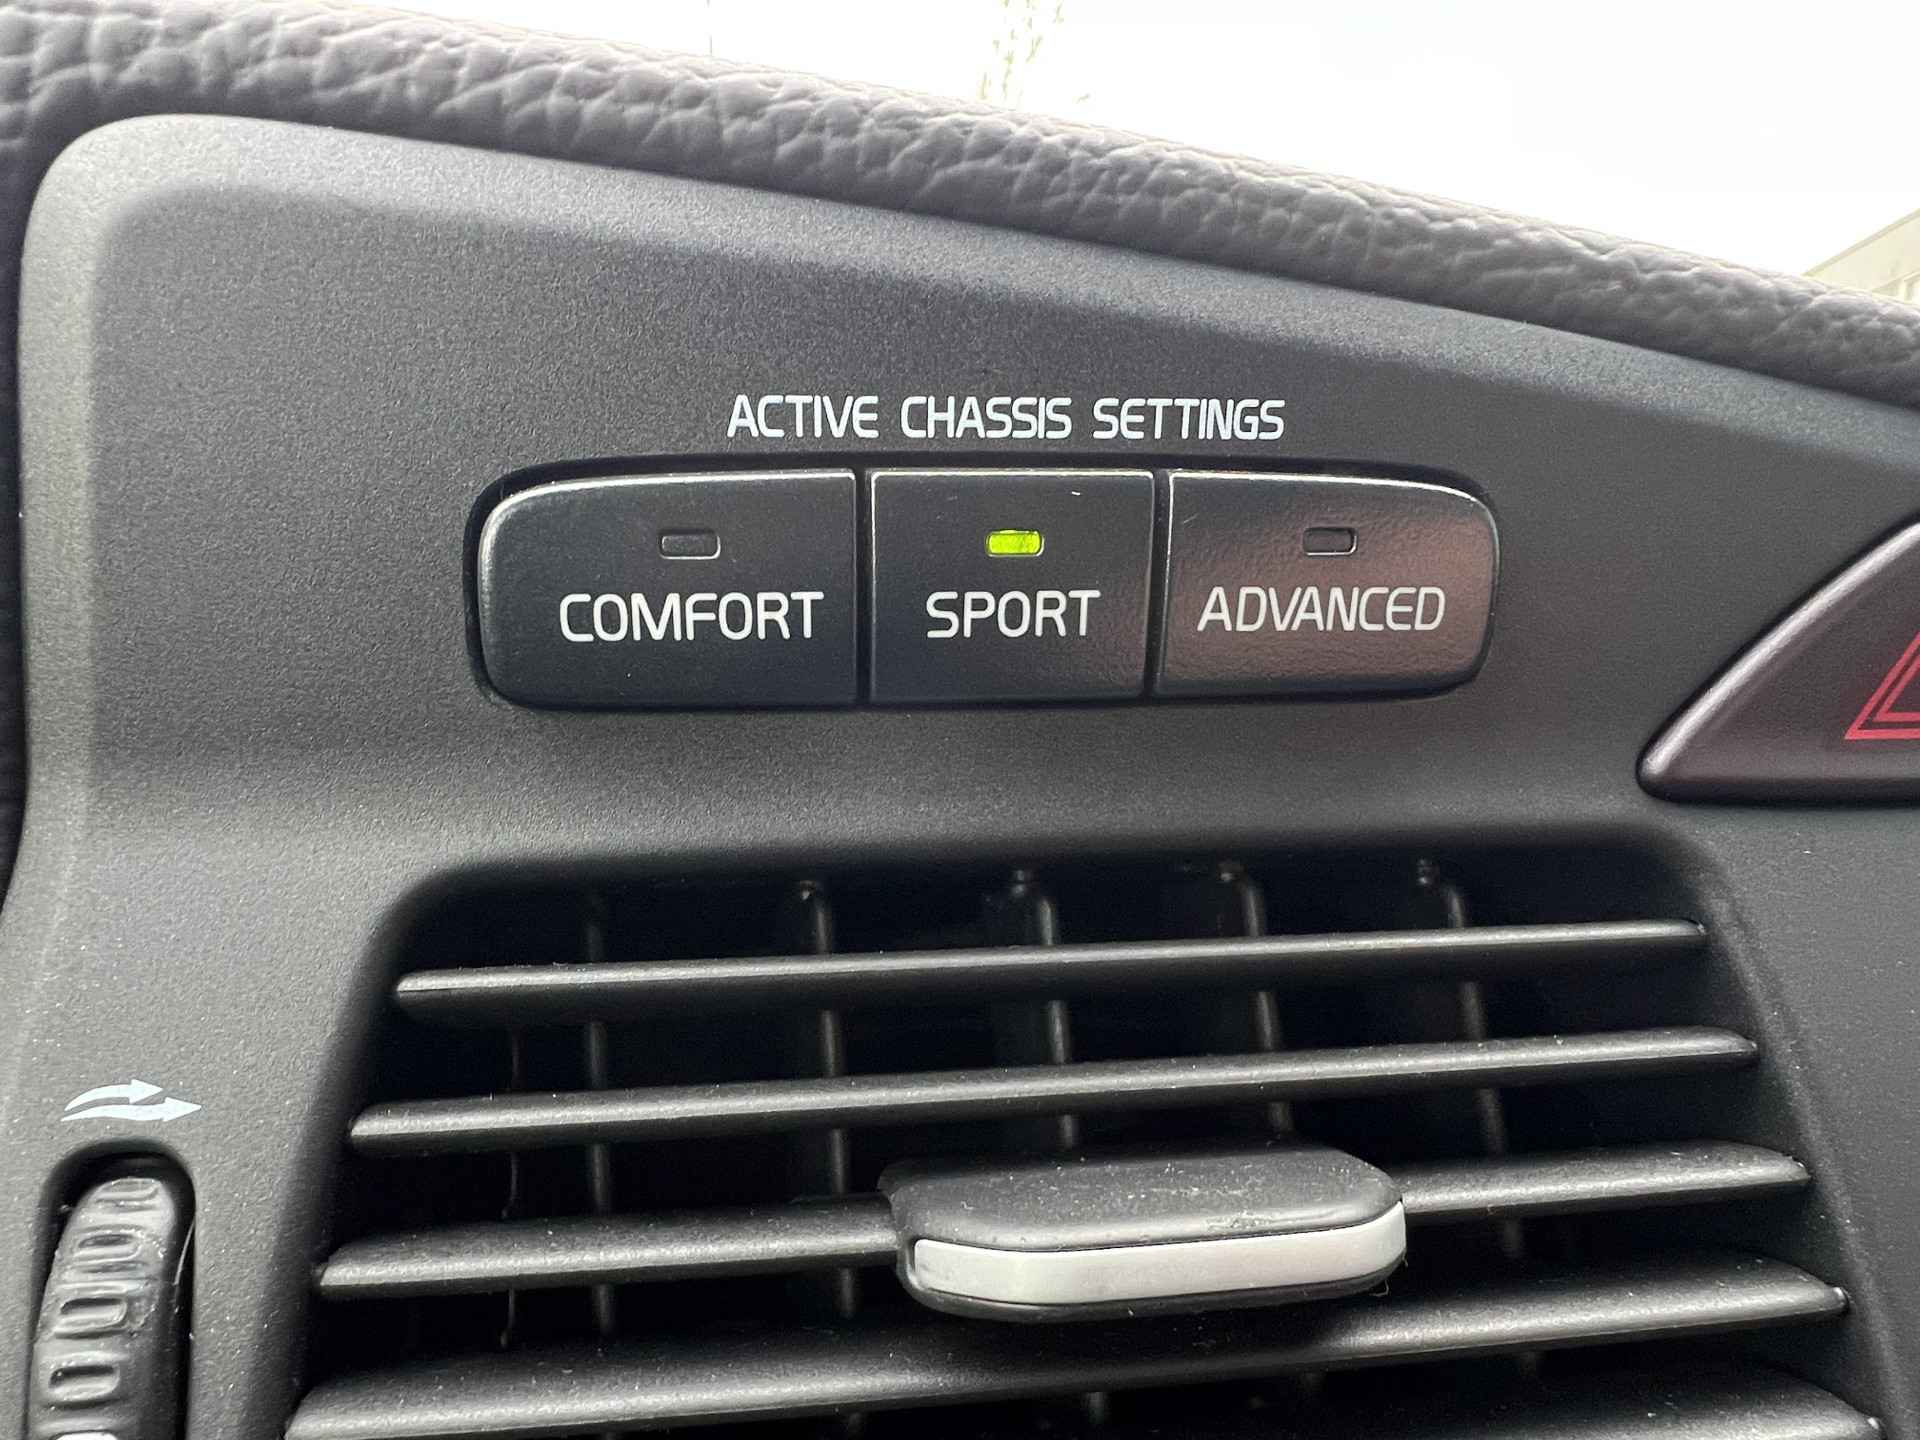 ACTIVE CHASSIS SETTINGS
COMFORT SPORT ADVANCED